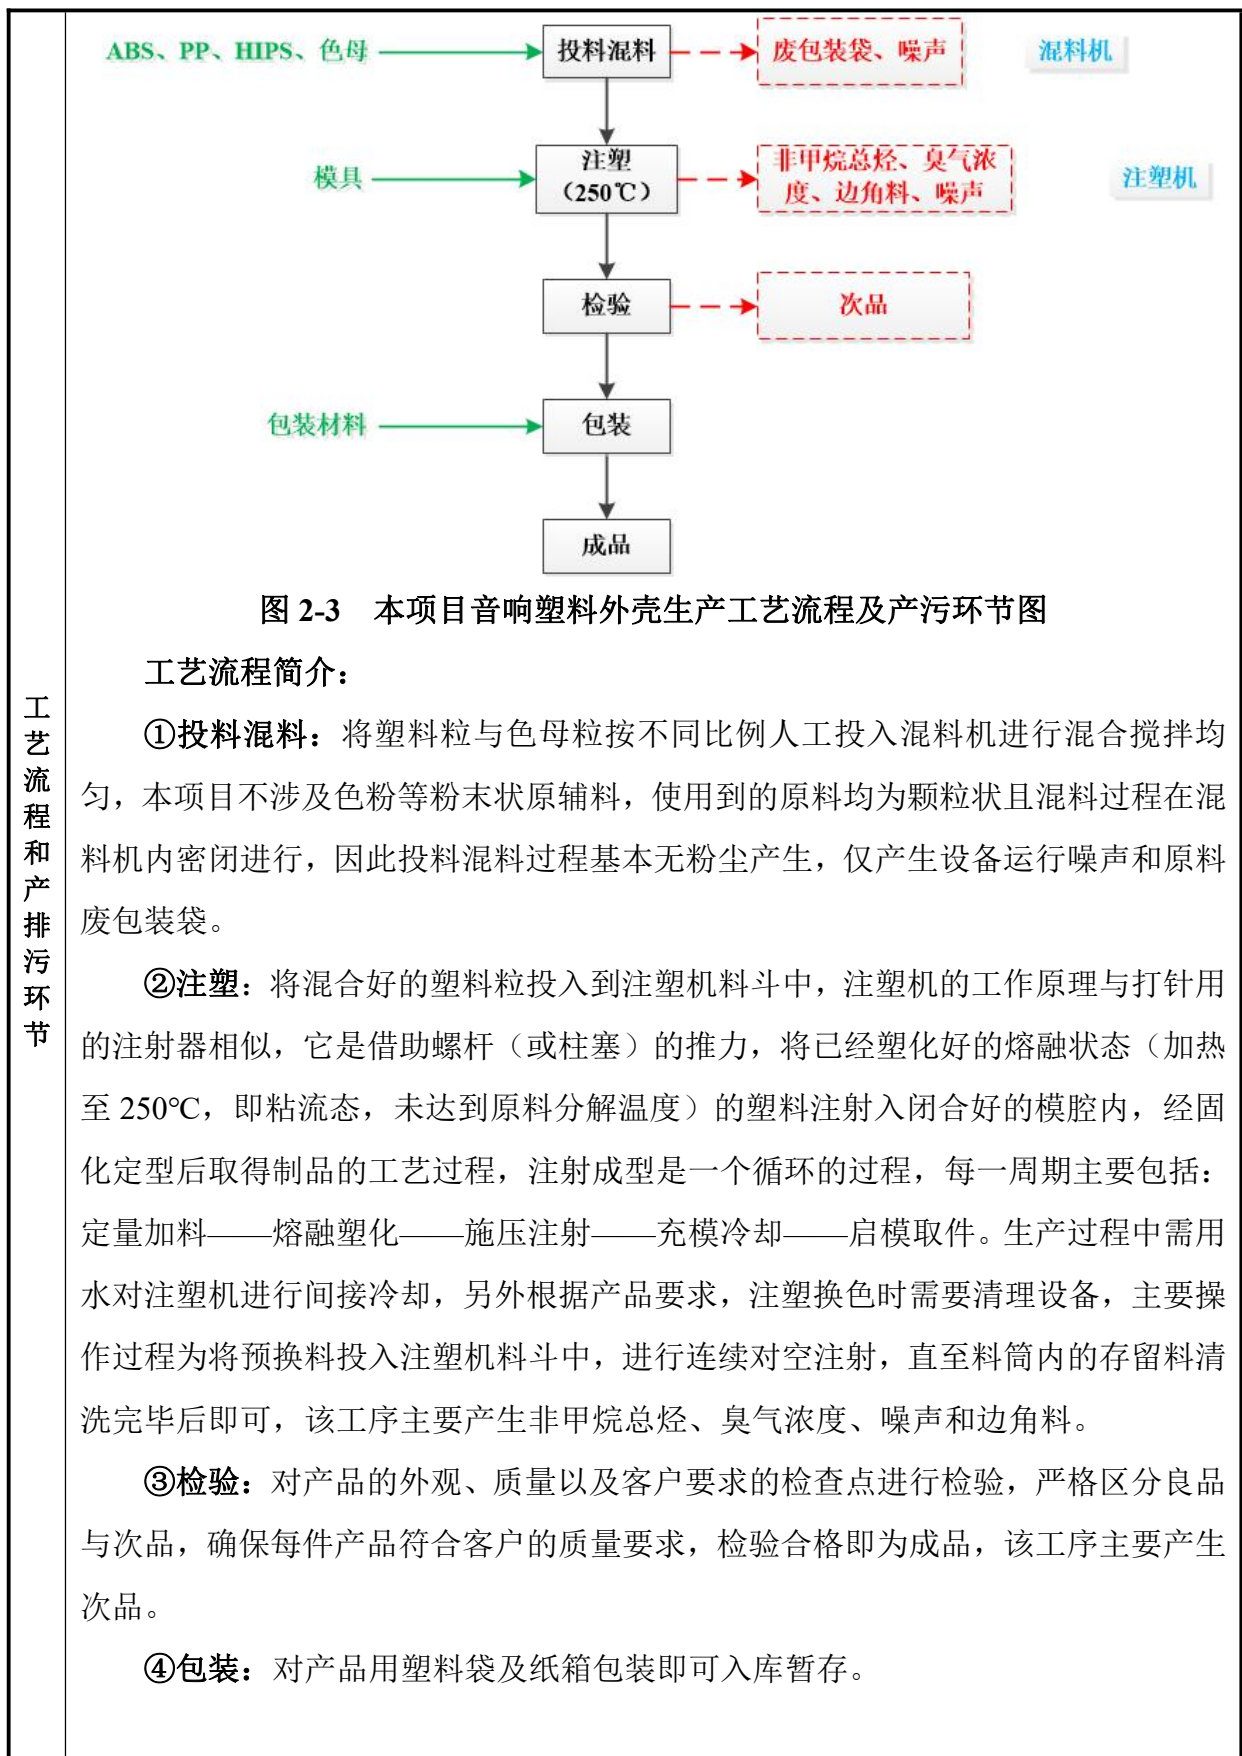 ABS、PP、HIPS、色母
投料混料
废包装袋、噪声
混料机
模具
注塑
（250℃）
非甲烷总烃、臭气浓
度、边角料、噪声
注塑机
检验
次品
包装材料
包装
成品
图 2-3 本项目音响塑料外壳生产工艺流程及产污环节图
工艺流程和产排污环节
工艺流程简介：
①投料混料：将塑料粒与色母粒按不同比例人工投入混料机进行混合搅拌均
匀，本项目不涉及色粉等粉末状原辅料，使用到的原料均为颗粒状且混料过程在混
料机内密闭进行，因此投料混料过程基本无粉尘产生，仅产生设备运行噪声和原料
废包装袋。
②注塑：将混合好的塑料粒投入到注塑机料斗中，注塑机的工作原理与打针用
的注射器相似，它是借助螺杆（或柱塞）的推力，将已经塑化好的熔融状态（加热
至 250℃，即粘流态，未达到原料分解温度）的塑料注射入闭合好的模腔内，经固
化定型后取得制品的工艺过程，注射成型是一个循环的过程，每一周期主要包括：
定量加料——熔融塑化——施压注射——充模冷却——启模取件。生产过程中需用
水对注塑机进行间接冷却，另外根据产品要求，注塑换色时需要清理设备，主要操
作过程为将预换料投入注塑机料斗中，进行连续对空注射，直至料筒内的存留料清
洗完毕后即可，该工序主要产生非甲烷总烃、臭气浓度、噪声和边角料。
③检验：对产品的外观、质量以及客户要求的检查点进行检验，严格区分良品
与次品，确保每件产品符合客户的质量要求，检验合格即为成品，该工序主要产生
次品。
④包装：对产品用塑料袋及纸箱包装即可入库暂存。